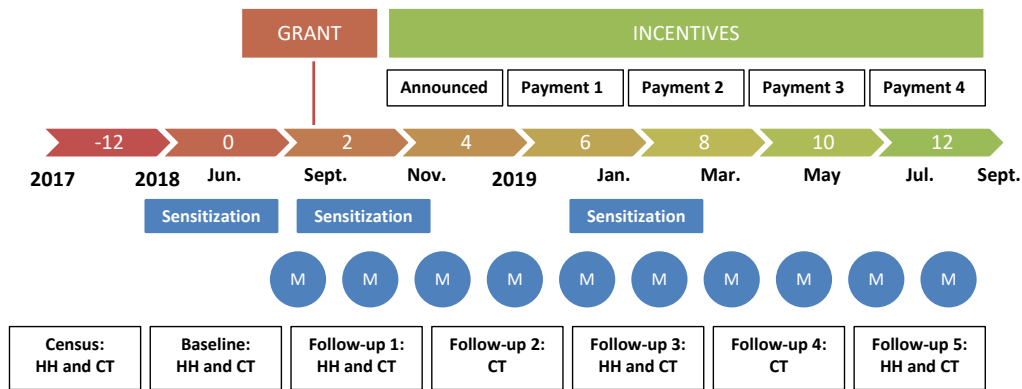 GRANT INCENTIVES
Announced Payment 1 Payment 2 Payment 3 Payment 4
-12 0 2 4 6 8 10 12
2017 2018 Jun. Sept. Nov. 2019 Jan. Mar. May Jul. Sept.
Sensitization Sensitization Sensitization
M M M M M M M M M M
Census: Baseline: Follow-up 1: Follow-up 2: Follow-up 3: Follow-up 4: Follow-up 5:
HH and CT HH and CT HH and CT CT HH and CT CT HH and CT